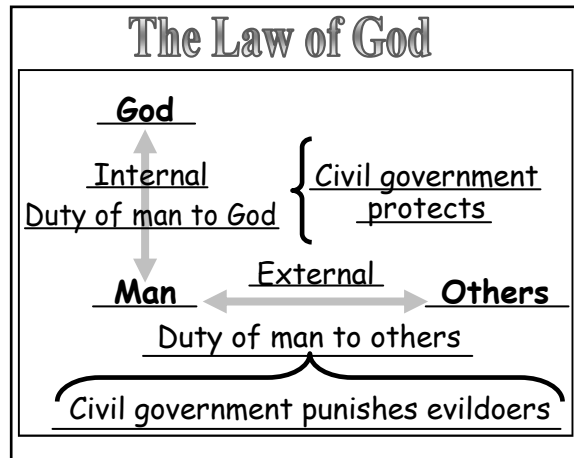 The Law of God
God
Internal
Duty of man to God
Civil government
protects
External
Man
Others
Duty of man to others
Civil government punishes evildoers